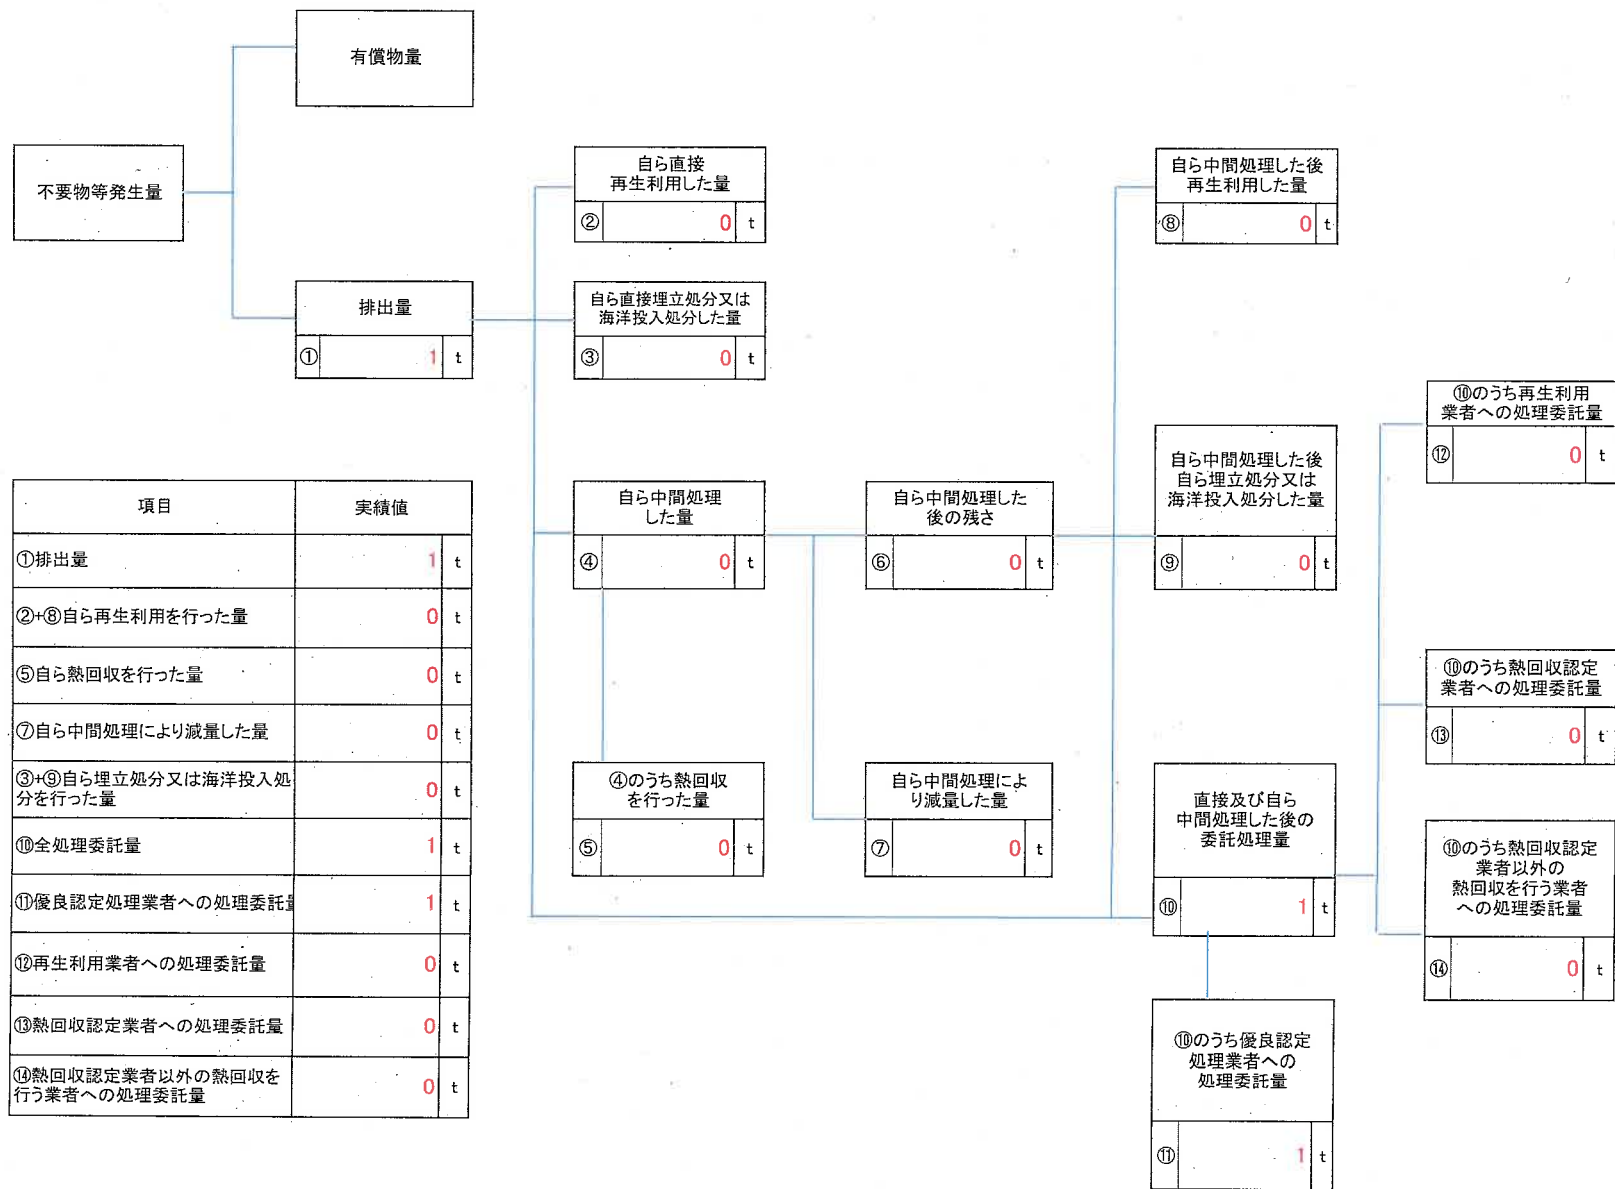 有償物量
不要物等発生量
排出量
① 1 t
自ら直接
再生利用した量
② 0 t
自ら直接埋立処分又は
海洋投入処分した量
③ 0 t
自ら中間処理
した量
④ 0 t
④のうち熱回収
を行った量
⑤ 0 t
自ら中間処理した
後の残さ
⑥ 0 t
自ら中間処理によ
り減量した量
⑦ 0 t
自ら中間処理した後
再生利用した量
⑧ 0 t
自ら中間処理した後
自ら埋立処分又は
海洋投入処分した量
⑨ 0 t
直接及び自ら
中間処理した後の
委託処理量
⑩ 1 t
⑩のうち優良認定
処理業者への
処理委託量
⑪ 1 t
⑩のうち再生利用
業者への処理委託量
⑫ 0 t
⑩のうち熱回収認定
業者への処理委託量
⑬ 0 t
⑩のうち熱回収認定
業者以外の
熱回収を行う業者
への処理委託量
⑭ 0 t
項目 実績値
①排出量 1 t
②+⑧自ら再生利用を行った量 0 t
⑤自ら熱回収を行った量 0 t
⑦自ら中間処理により減量した量 0 t
③+⑨自ら埋立処分又は海洋投入処
分を行った量 0 t
⑩全処理委託量 1 t
⑪優良認定処理業者への処理委託量 1 t
⑫再生利用業者への処理委託量 0 t
⑬熱回収認定業者への処理委託量 0 t
⑭熱回収認定業者以外の熱回収を
行う業者への処理委託量 0 t